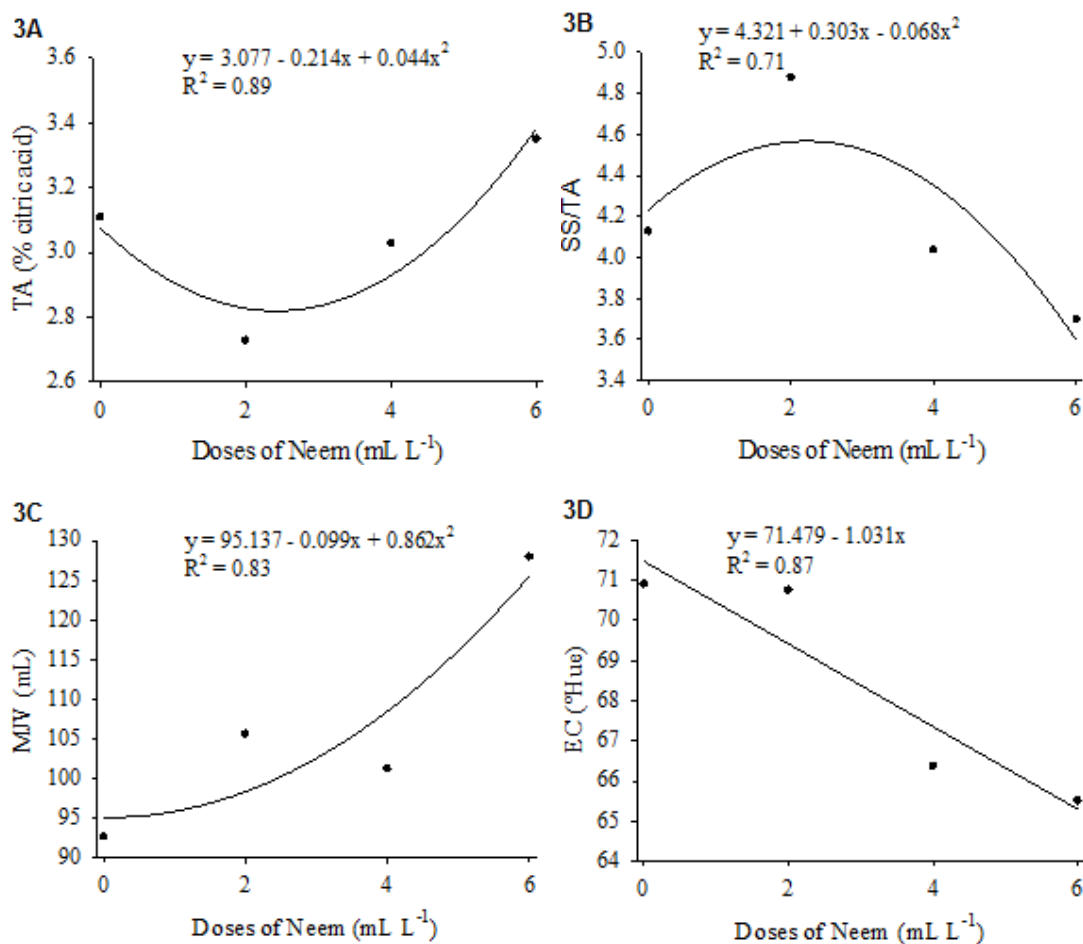 3A
y = 3.077 - 0.214x + 0.044x²
R² = 0.89
3.6
3.4
3.2
3.0
2.8
2.6
TA (% citric acid)
0 2 4 6
Doses of Neem (mL L⁻¹)
3B
y = 4.321 + 0.303x - 0.068x²
R² = 0.71
5.0
4.8
4.6
4.4
4.2
4.0
3.8
3.6
3.4
SS/TA
0 2 4 6
Doses of Neem (mL L⁻¹)
3C
y = 95.137 - 0.099x + 0.862x²
R² = 0.83
130
125
120
115
110
105
100
95
90
MJV (mL)
0 2 4 6
Doses of Neem (mL L⁻¹)
3D
y = 71.479 - 1.031x
R² = 0.87
72
71
70
69
68
67
66
65
64
EC (ºHue)
0 2 4 6
Doses of Neem (mL L⁻¹)